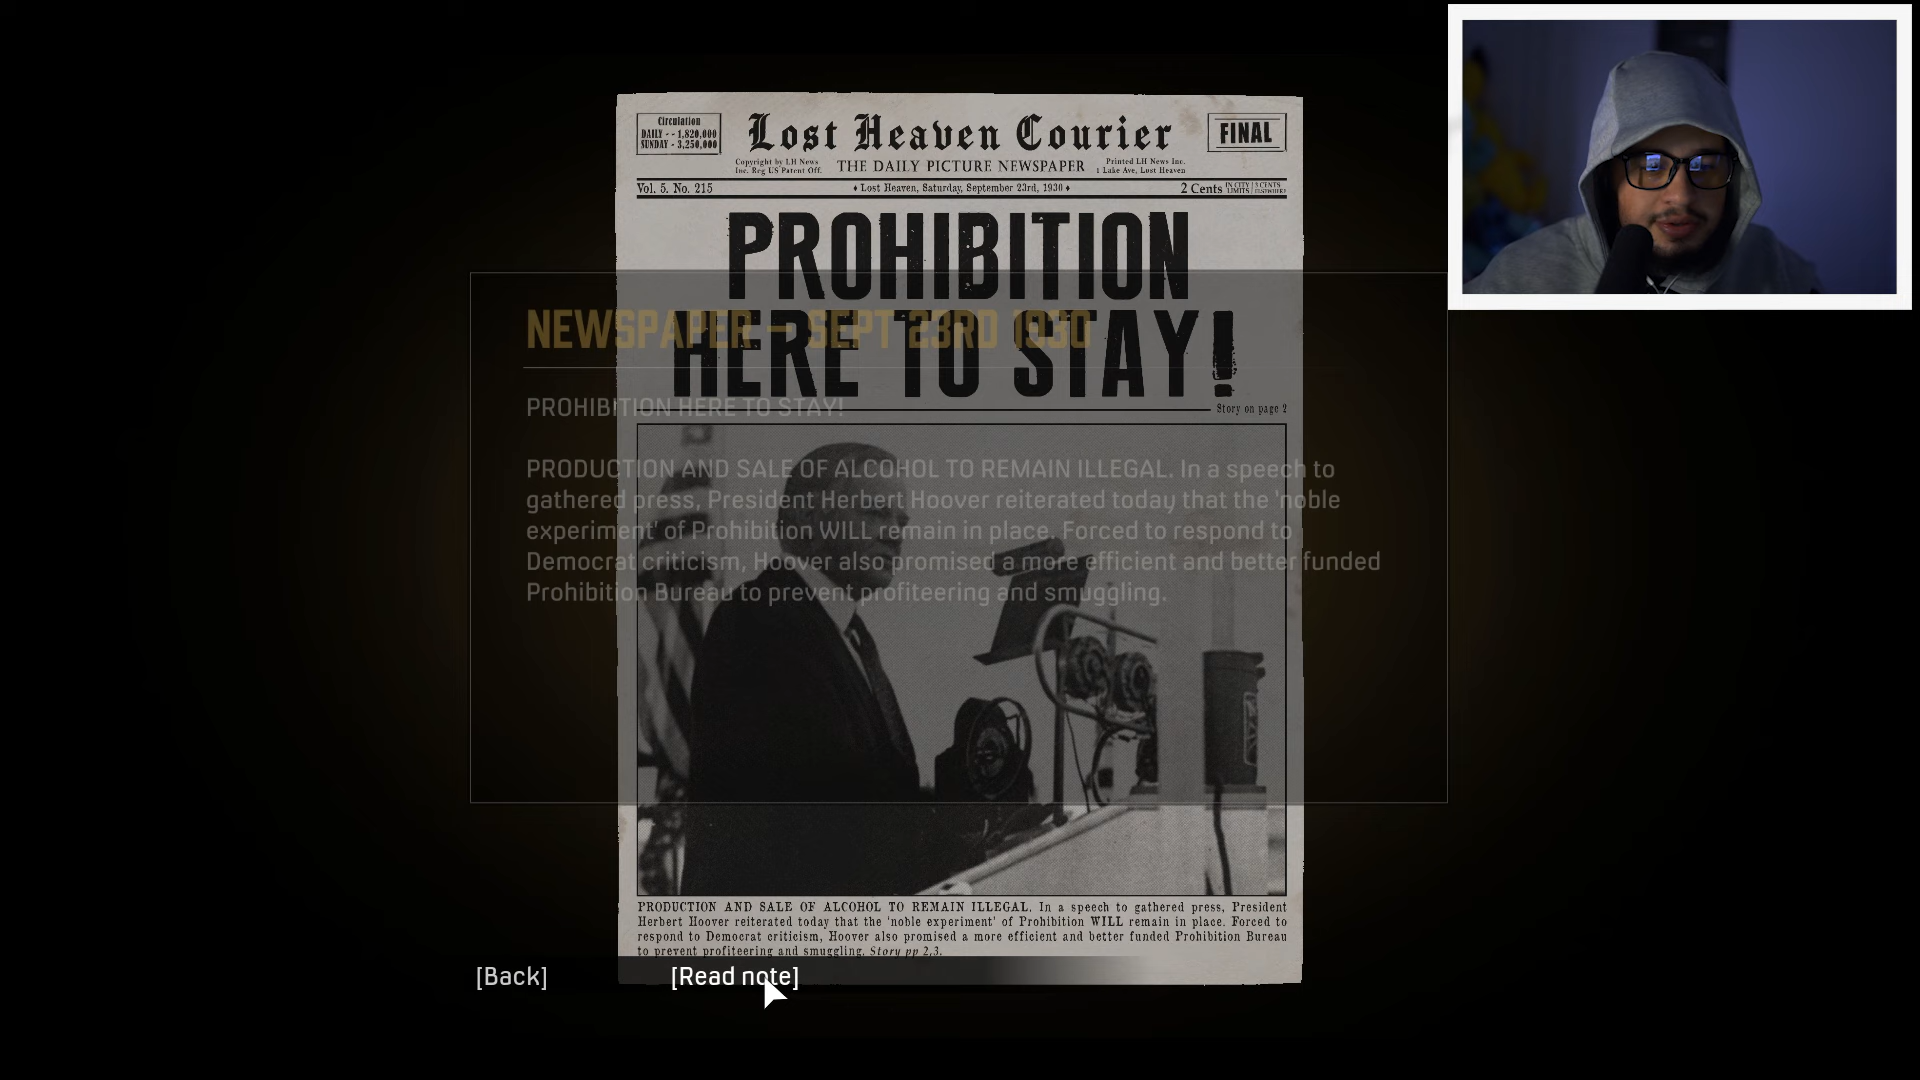 Circulation
DAILY - - 1,820,000
SUNDAY - 3,250,000
Lost Heaven Courier
FINAL
Copyright by LH News
Inc. Reg US Patent Off.
THE DAILY PICTURE NEWSPAPER
Printed LH News Inc.
1 Lake Ave, Lost Heaven
Vol. 5. No. 215
Lost Heaven, Saturday, September 23rd, 1930
2 Cents IN CITY LIMITS 3 CENTS ELSEWHERE
PROHIBITION
HERE TO STAY!
Story on page 2
NEWSPAPER – SEPT 23RD 1930
PROHIBITION HERE TO STAY!
PRODUCTION AND SALE OF ALCOHOL TO REMAIN ILLEGAL. In a speech to
gathered press, President Herbert Hoover reiterated today that the 'noble
experiment' of Prohibition WILL remain in place. Forced to respond to
Democrat criticism, Hoover also promised a more efficient and better funded
Prohibition Bureau to prevent profiteering and smuggling.
PRODUCTION AND SALE OF ALCOHOL TO REMAIN ILLEGAL. In a speech to gathered press, President
Herbert Hoover reiterated today that the 'noble experiment' of Prohibition WILL remain in place. Forced to
respond to Democrat criticism, Hoover also promised a more efficient and better funded Prohibition Bureau
to prevent profiteering and smuggling. Story pp 2,3.
[Back]
[Read note]